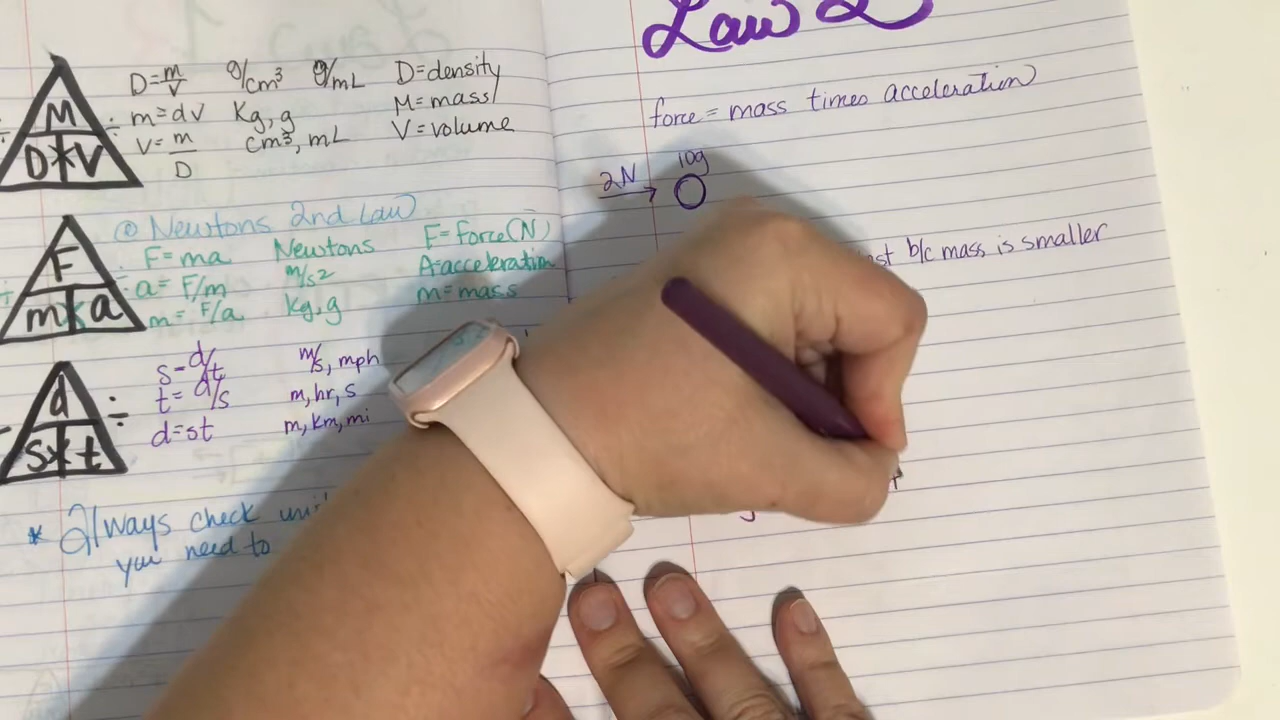 M
D * V
÷
D = m/V g/cm³ g/mL D = density
m = dV Kg, g M = mass
V = m/D cm³, mL V = volume
@ Newtons 2nd Law
F
m * a
÷
F = ma Newtons F = force (N)
a = F/m m/s2 A = acceleration
m = F/a kg, g m = mass
d
s * t
÷
s = d/t m/s, mph
t = d/s m, hr, s
d = st m, km, mi
* Always check
you need to
Law 2
force = mass times acceleration
2N 10g
b/c mass is smaller